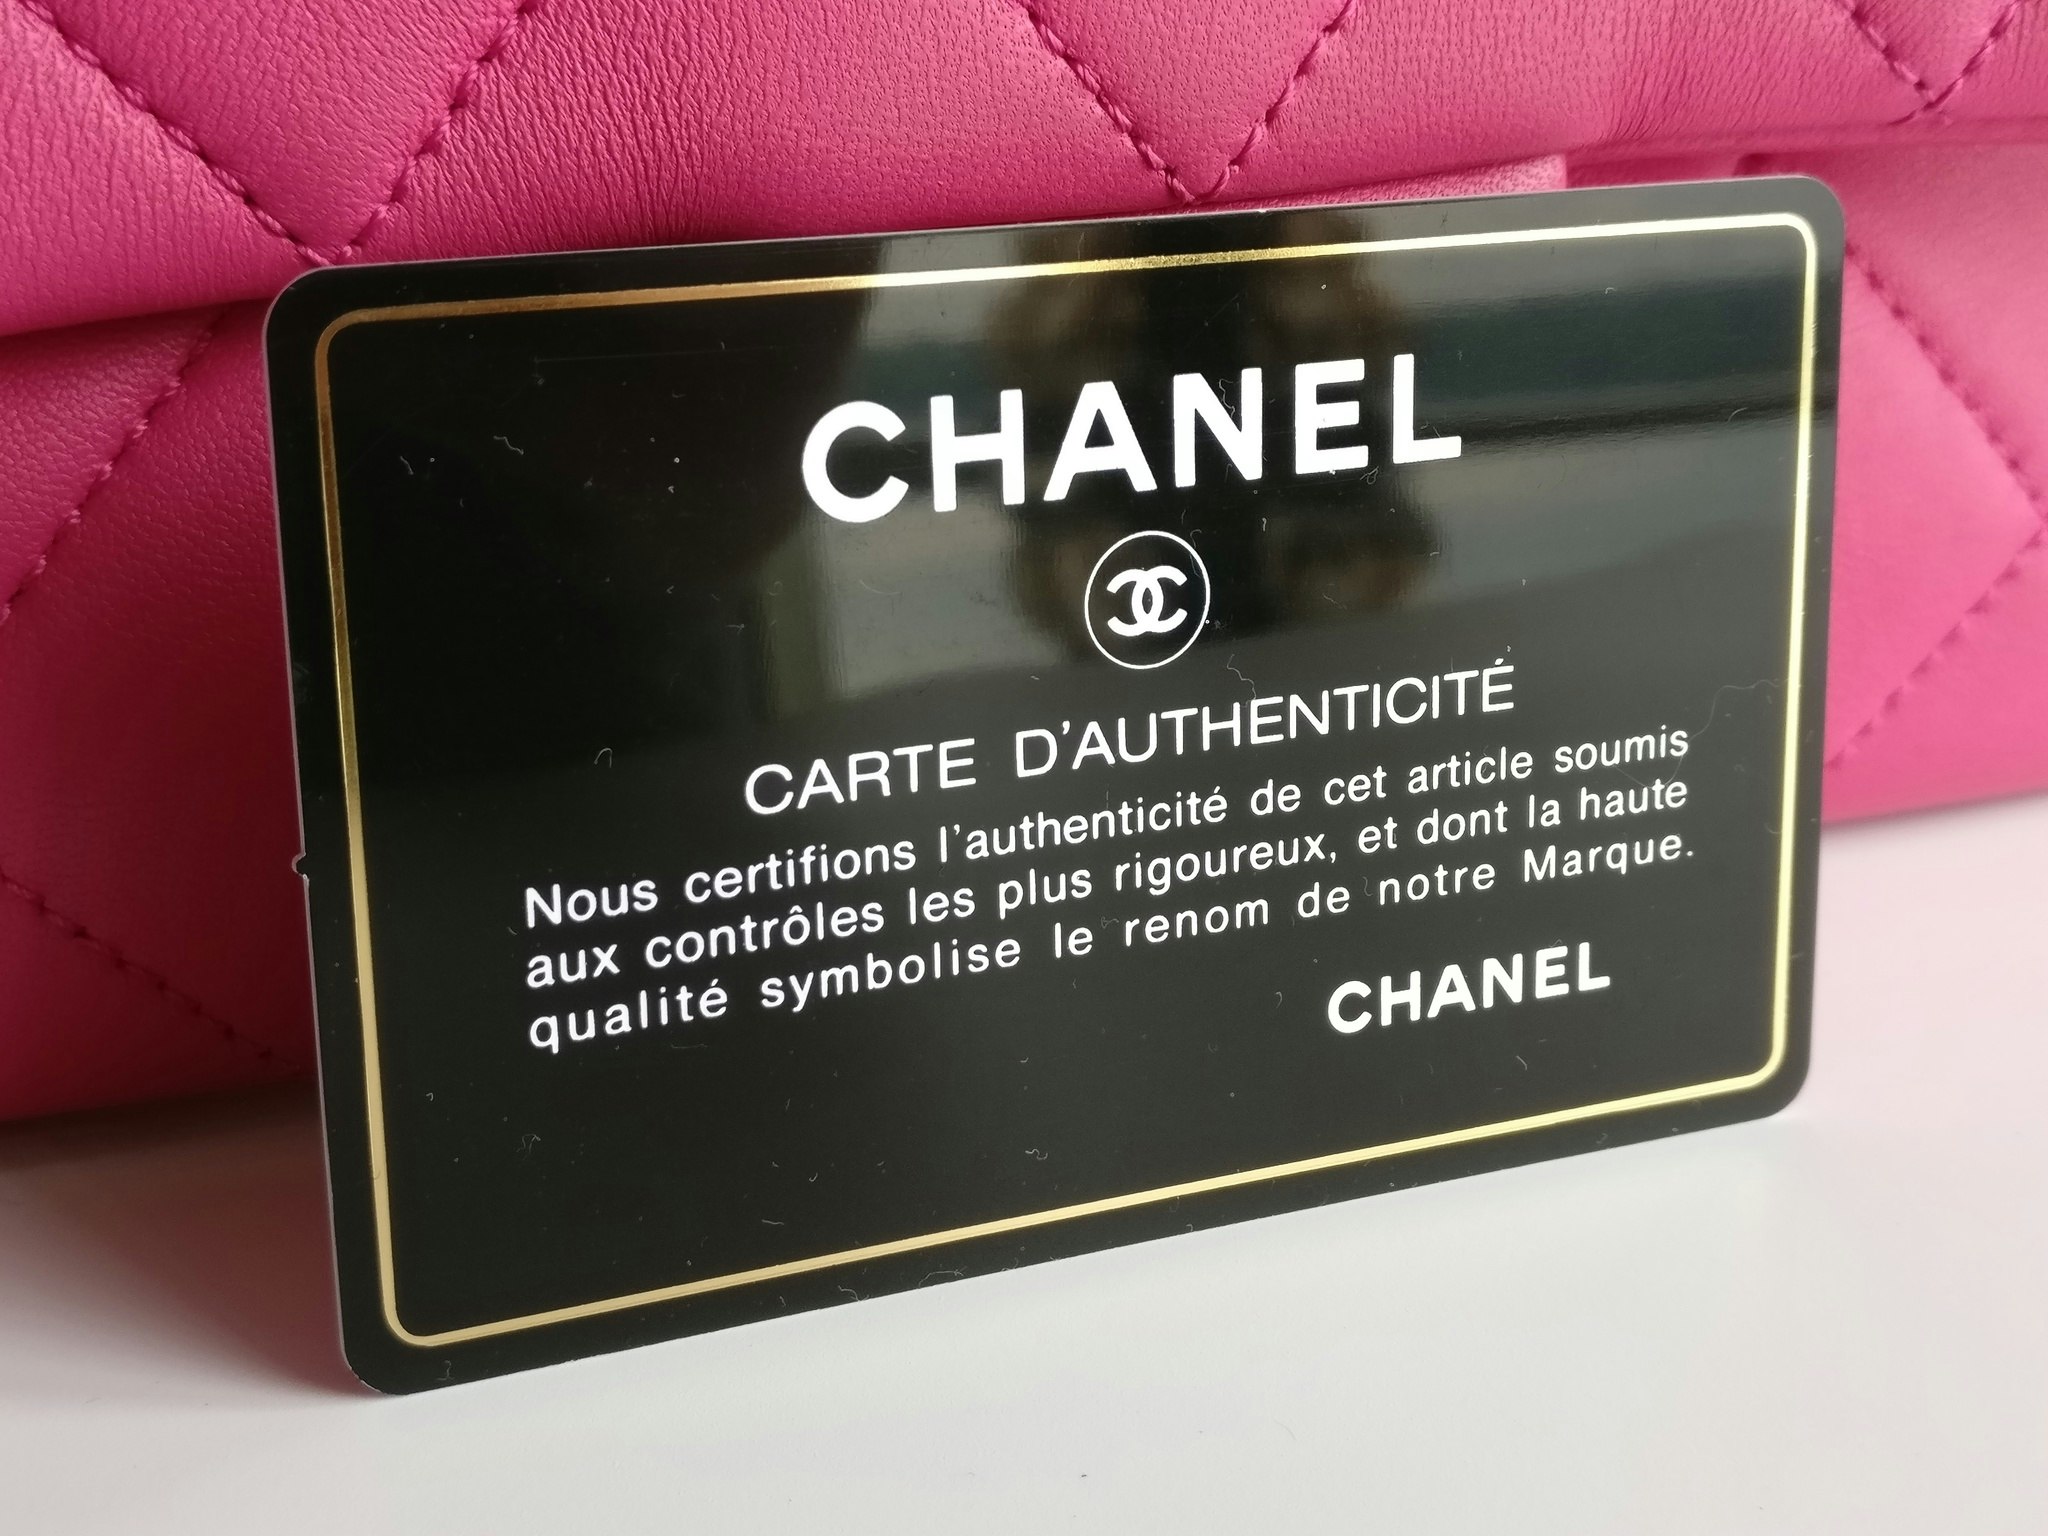 CHANEL
CARTE D'AUTHENTICITÉ
Nous certifions l'authenticité de cet article soumis
aux contrôles les plus rigoureux, et dont la haute
qualité symbolise le renom de notre Marque.
CHANEL